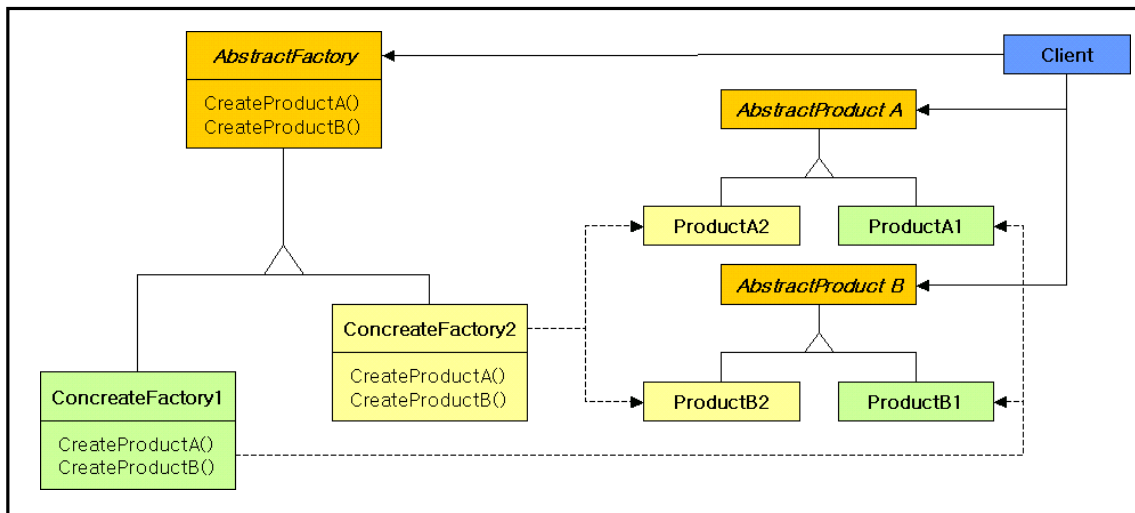 AbstractFactory
CreateProductA()
CreateProductB()
Client
AbstractProduct A
ProductA2
ProductA1
AbstractProduct B
ConcreateFactory2
CreateProductA()
CreateProductB()
ProductB2
ProductB1
ConcreateFactory1
CreateProductA()
CreateProductB()